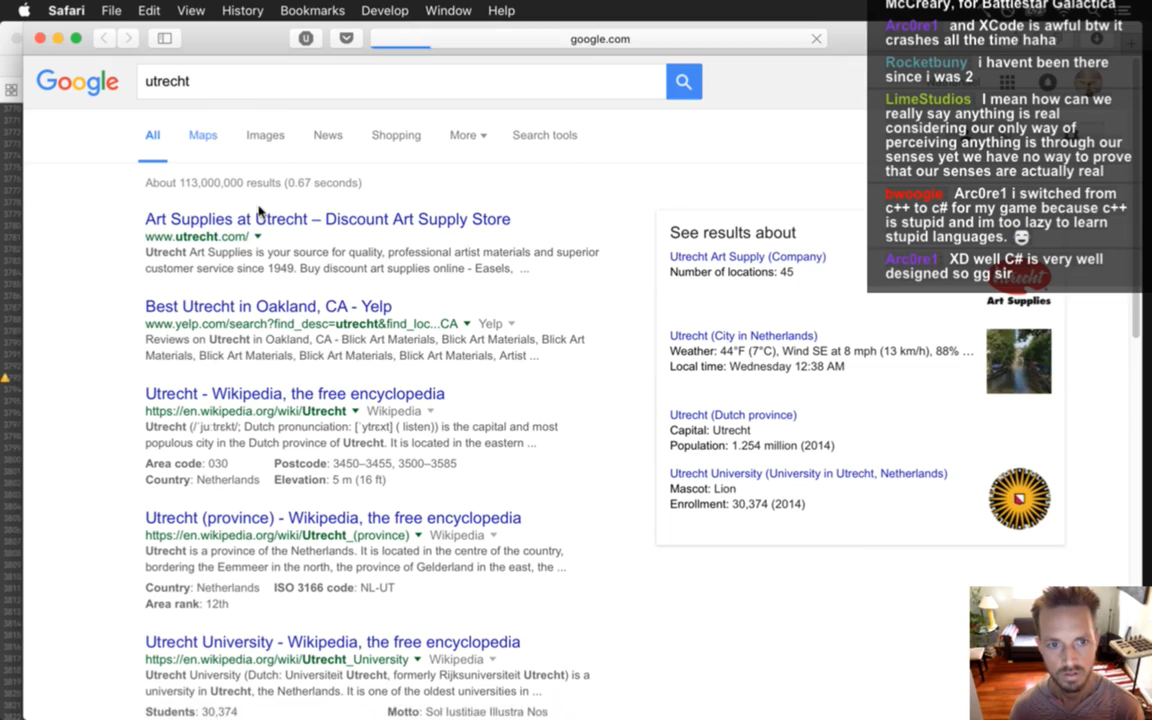 Safari File Edit View History Bookmarks Develop Window Help
google.com
Google utrecht
All Maps Images News Shopping More Search tools
About 113,000,000 results (0.67 seconds)
Art Supplies at Utrecht – Discount Art Supply Store
www.utrecht.com/
Utrecht Art Supplies is your source for quality, professional artist materials and superior
customer service since 1949. Buy discount art supplies online - Easels, ...
Best Utrecht in Oakland, CA - Yelp
www.yelp.com/search?find_desc=utrecht&find_loc...CA Yelp
Reviews on Utrecht in Oakland, CA - Blick Art Materials, Blick Art Materials, Blick Art
Materials, Blick Art Materials, Blick Art Materials, Artist ...
Utrecht - Wikipedia, the free encyclopedia
https://en.wikipedia.org/wiki/Utrecht Wikipedia
Utrecht (/ˈjuːtrɛkt/; Dutch pronunciation: [ˈytrɛxt] ( listen)) is the capital and most
populous city in the Dutch province of Utrecht. It is located in the eastern ...
Area code: 030 Postcode: 3450–3455, 3500–3585
Country: Netherlands Elevation: 5 m (16 ft)
Utrecht (province) - Wikipedia, the free encyclopedia
https://en.wikipedia.org/wiki/Utrecht_(province) Wikipedia
Utrecht is a province of the Netherlands. It is located in the centre of the country,
bordering the Eemmeer in the north, the province of Gelderland in the east, the ...
Country: Netherlands ISO 3166 code: NL-UT
Area rank: 12th
Utrecht University - Wikipedia, the free encyclopedia
https://en.wikipedia.org/wiki/Utrecht_University Wikipedia
Utrecht University (Dutch: Universiteit Utrecht, formerly Rijksuniversiteit Utrecht) is a
university in Utrecht, the Netherlands. It is one of the oldest universities in ...
Students: 30,374 Motto: Sol Iustitiae Illustra Nos
See results about
Utrecht Art Supply (Company)
Number of locations: 45
Art Supplies
Utrecht (City in Netherlands)
Weather: 44°F (7°C), Wind SE at 8 mph (13 km/h), 88% ...
Local time: Wednesday 12:38 AM
Utrecht (Dutch province)
Capital: Utrecht
Population: 1.254 million (2014)
Utrecht University (University in Utrecht, Netherlands)
Mascot: Lion
Enrollment: 30,374 (2014)
McCreary, for Battlestar Galactica
Arc0re1 and XCode is awful btw it
crashes all the time haha
Rocketbuny i havent been there
since i was 2
LimeStudios I mean how can we
really say anything is real
considering our only way of
perceiving anything is through our
senses yet we have no way to prove
that our senses are actually real
bwoogie Arc0re1 i switched from
c++ to c# for my game because c++
is stupid and im too lazy to learn
stupid languages.
Arc0re1 XD well C# is very well
designed so gg sir